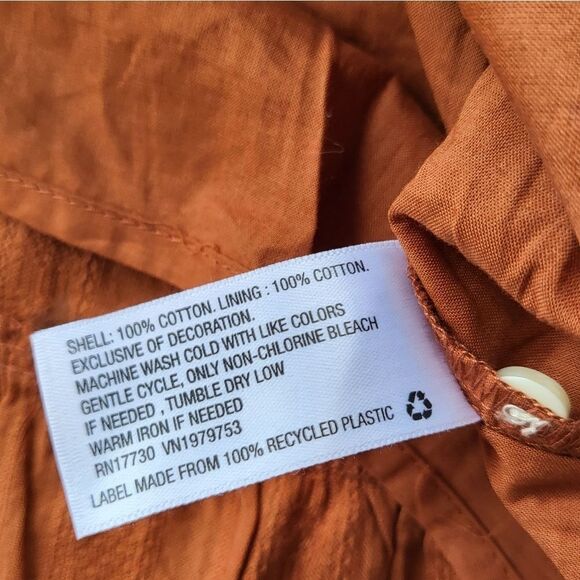 SHELL: 100% COTTON. LINING : 100% COTTON.
EXCLUSIVE OF DECORATION.
MACHINE WASH COLD WITH LIKE COLORS
GENTLE CYCLE, ONLY NON-CHLORINE BLEACH
IF NEEDED , TUMBLE DRY LOW
WARM IRON IF NEEDED
RN17730 VN1979753
LABEL MADE FROM 100% RECYCLED PLASTIC